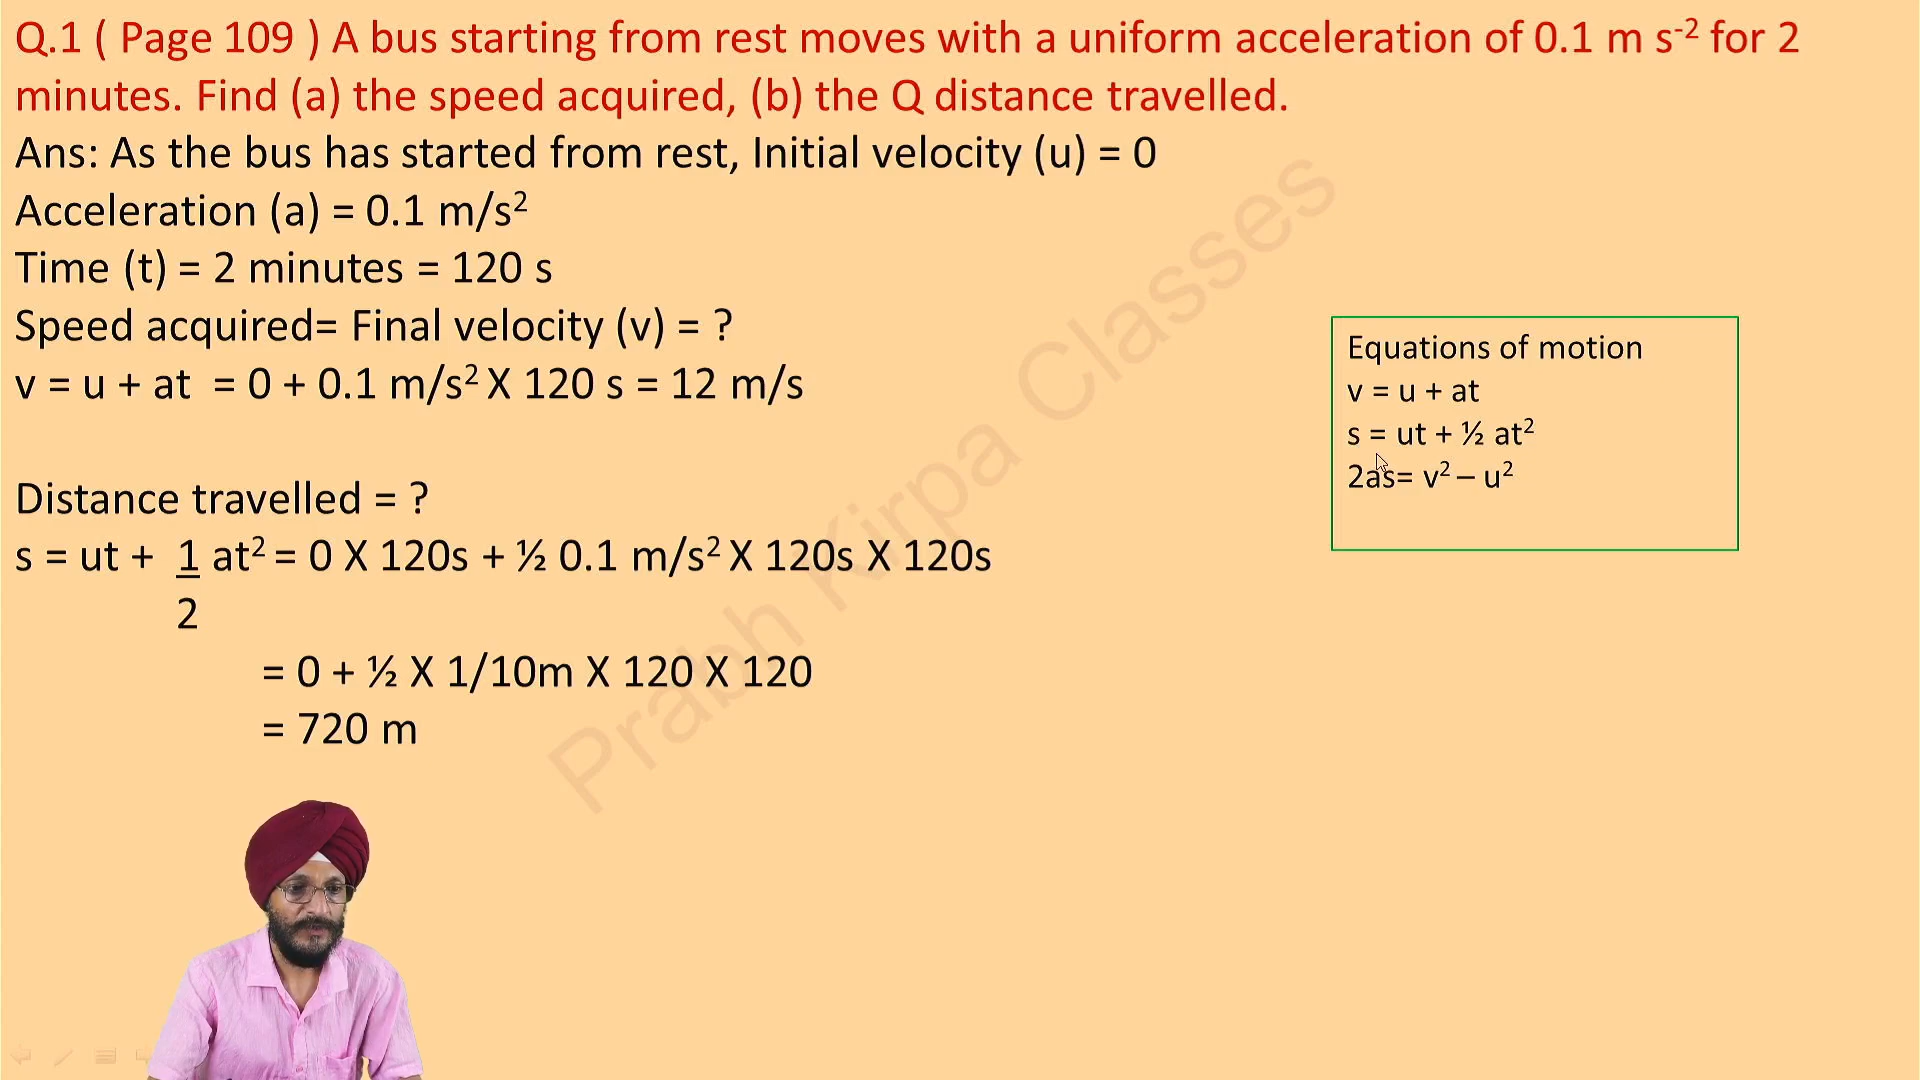 Q.1 ( Page 109 ) A bus starting from rest moves with a uniform acceleration of 0.1 m s⁻² for 2
minutes. Find (a) the speed acquired, (b) the Q distance travelled.
Ans: As the bus has started from rest, Initial velocity (u) = 0
Acceleration (a) = 0.1 m/s²
Time (t) = 2 minutes = 120 s
Speed acquired= Final velocity (v) = ?
v = u + at = 0 + 0.1 m/s² X 120 s = 12 m/s
Distance travelled = ?
s = ut + 1 at² = 0 X 120s + ½ 0.1 m/s² X 120s X 120s
2
= 0 + ½ X 1/10m X 120 X 120
= 720 m
Equations of motion
v = u + at
s = ut + ½ at²
2as= v² – u²
Prabh Kirpa Classes